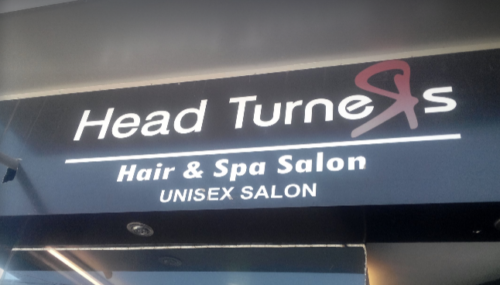 Head Turners
Hair & Spa Salon
UNISEX SALON